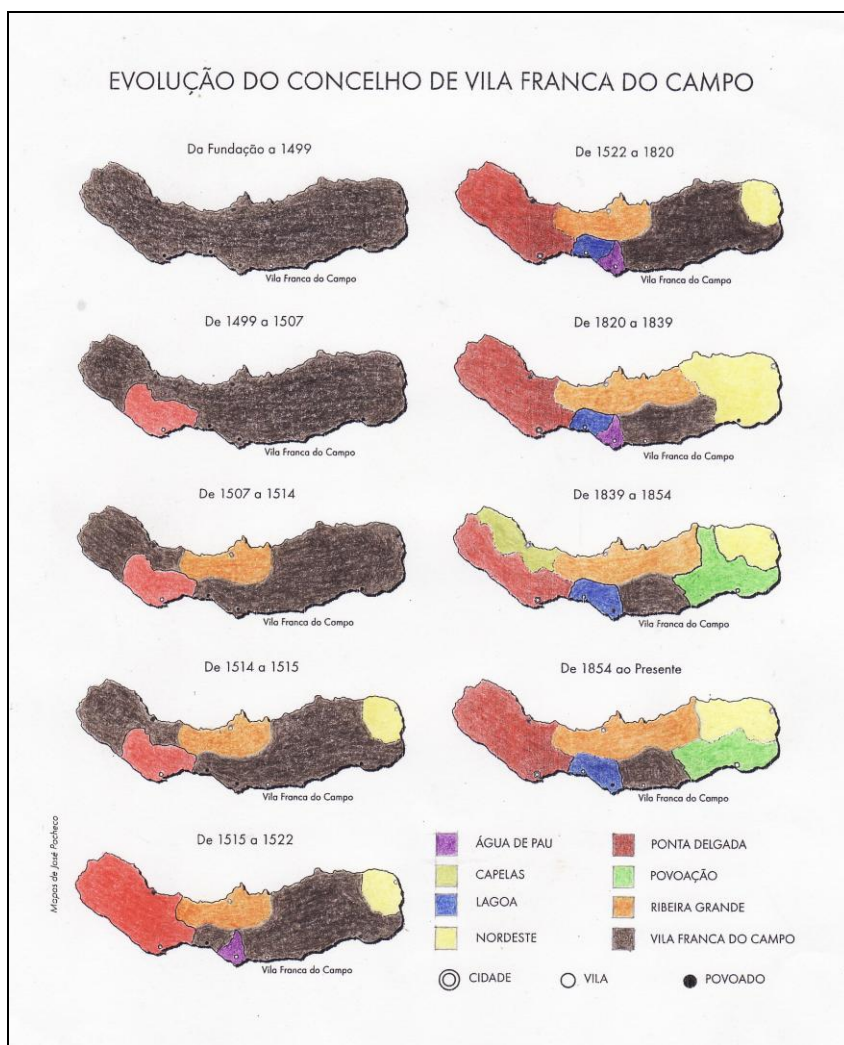 EVOLUÇÃO DO CONCELHO DE VILA FRANCA DO CAMPO
Da Fundação a 1499
Vila Franca do Campo
De 1499 a 1507
Vila Franca do Campo
De 1507 a 1514
Vila Franca do Campo
De 1514 a 1515
Vila Franca do Campo
De 1515 a 1522
Vila Franca do Campo
Mapas de José Pacheco
De 1522 a 1820
Vila Franca do Campo
De 1820 a 1839
Vila Franca do Campo
De 1839 a 1854
Vila Franca do Campo
De 1854 ao Presente
Vila Franca do Campo
ÁGUA DE PAU
CAPELAS
LAGOA
NORDESTE
PONTA DELGADA
POVOAÇÃO
RIBEIRA GRANDE
VILA FRANCA DO CAMPO
CIDADE
VILA
POVOADO